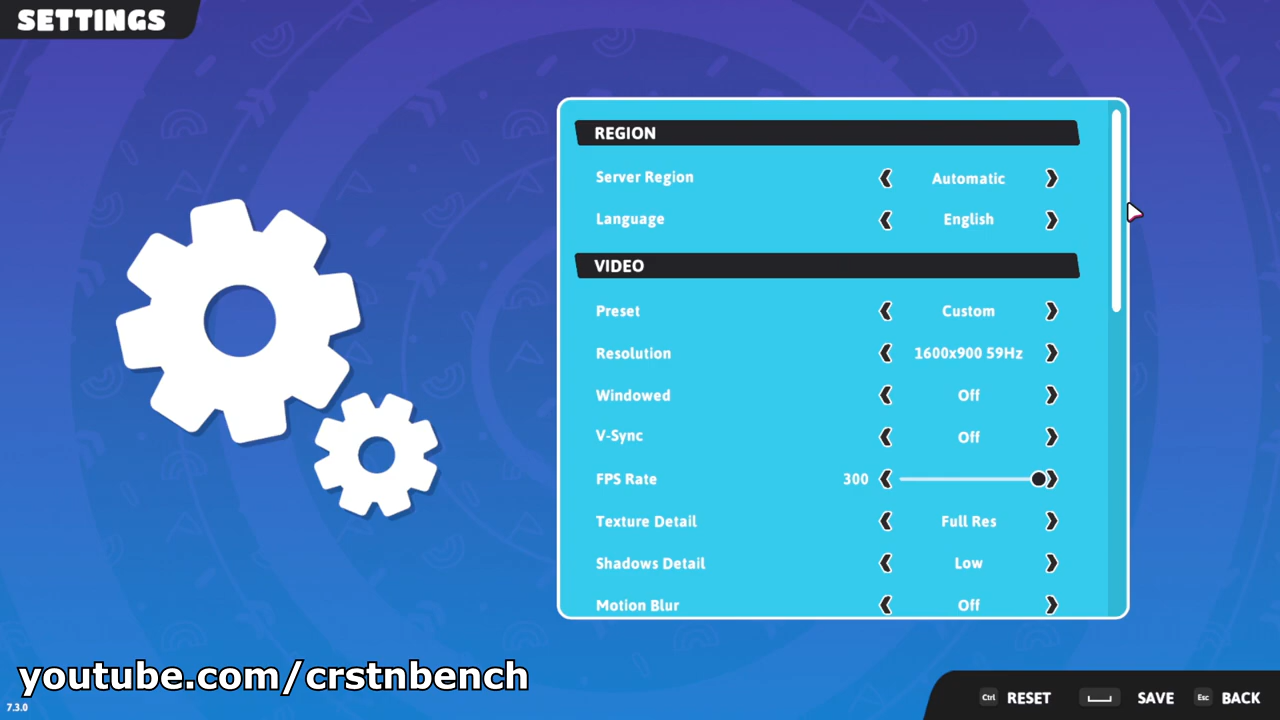 SETTINGS
REGION
Server Region Automatic
Language English
VIDEO
Preset Custom
Resolution 1600x900 59Hz
Windowed Off
V-Sync Off
FPS Rate 300
Texture Detail Full Res
Shadows Detail Low
Motion Blur Off
youtube.com/crstnbench
7.3.0
Ctrl RESET SAVE Esc BACK